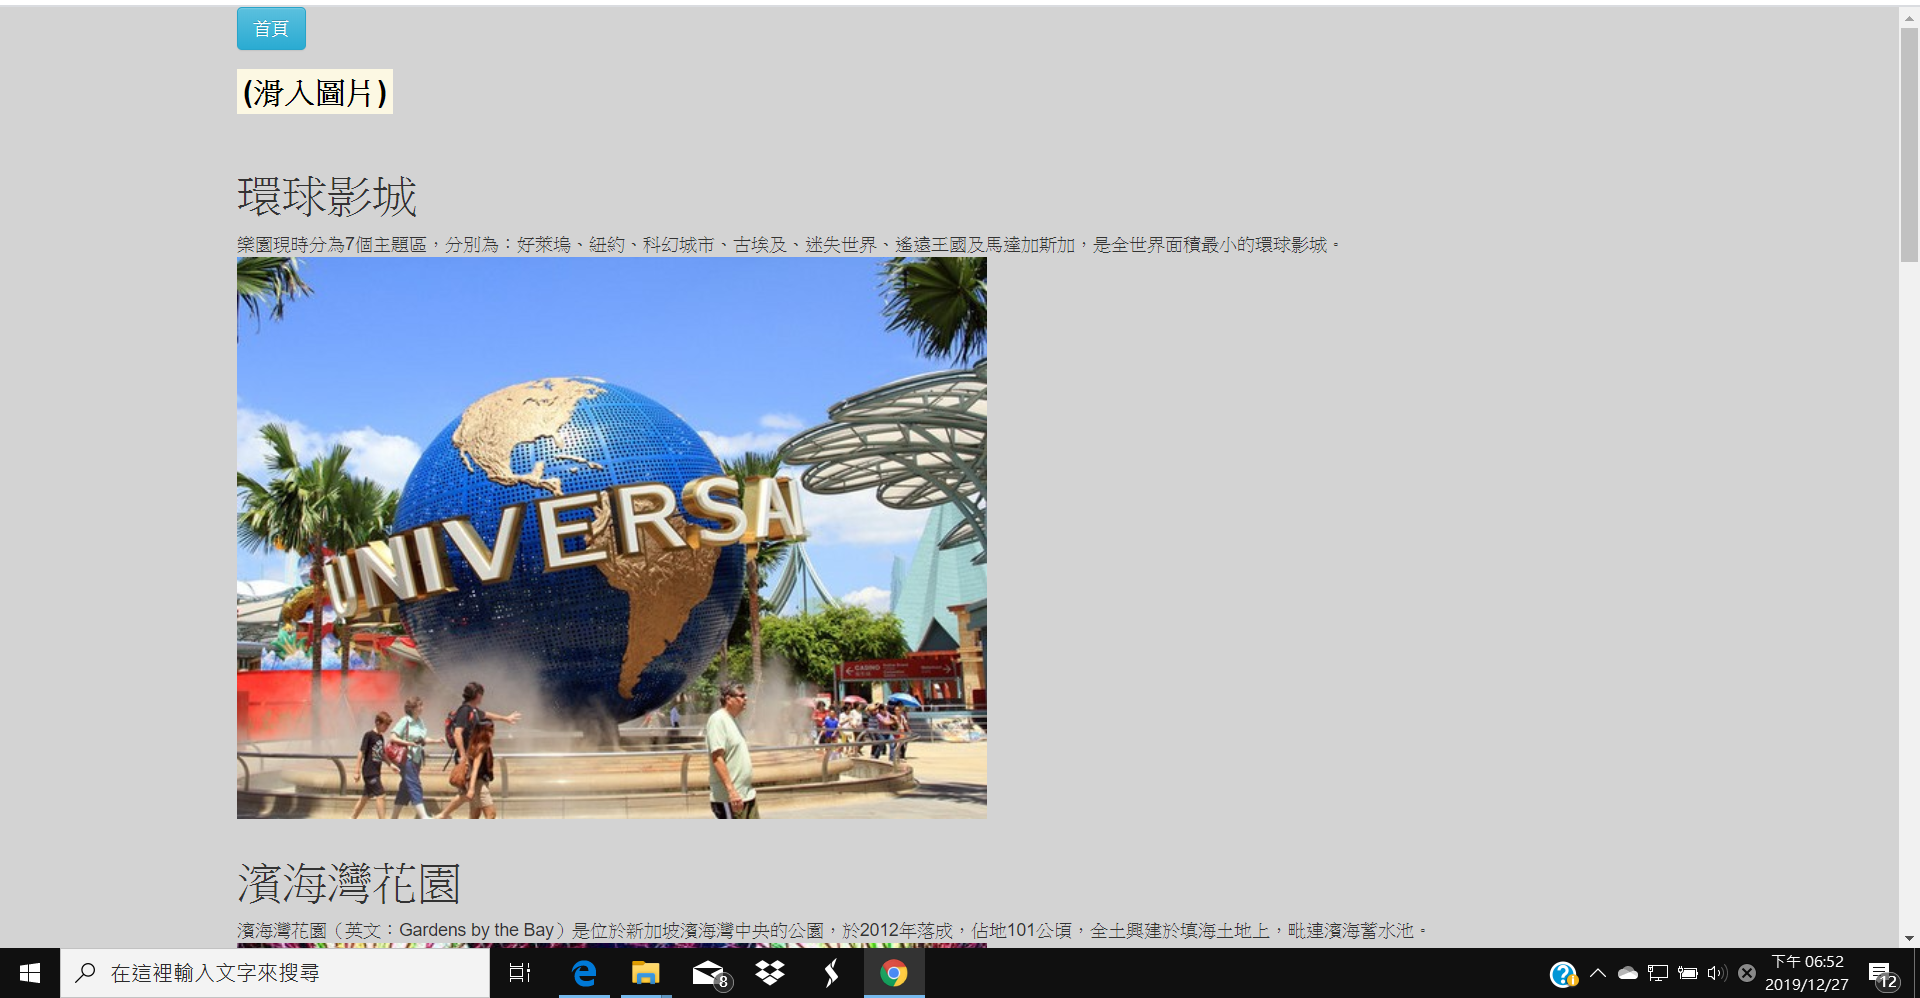 首頁
(滑入圖片)
環球影城
樂園現時分為7個主題區，分別為：好萊塢、紐約、科幻城市、古埃及、迷失世界、遙遠王國及馬達加斯加，是全世界面積最小的環球影城。
UNIVERSAL
CASINO
濱海灣花園
濱海灣花園（英文：Gardens by the Bay）是位於新加坡濱海灣中央的公園，於2012年落成，佔地101公頃，全土興建於填海土地上，毗連濱海蓄水池。
在這裡輸入文字來搜尋
8
下午 06:52
2019/12/27
12